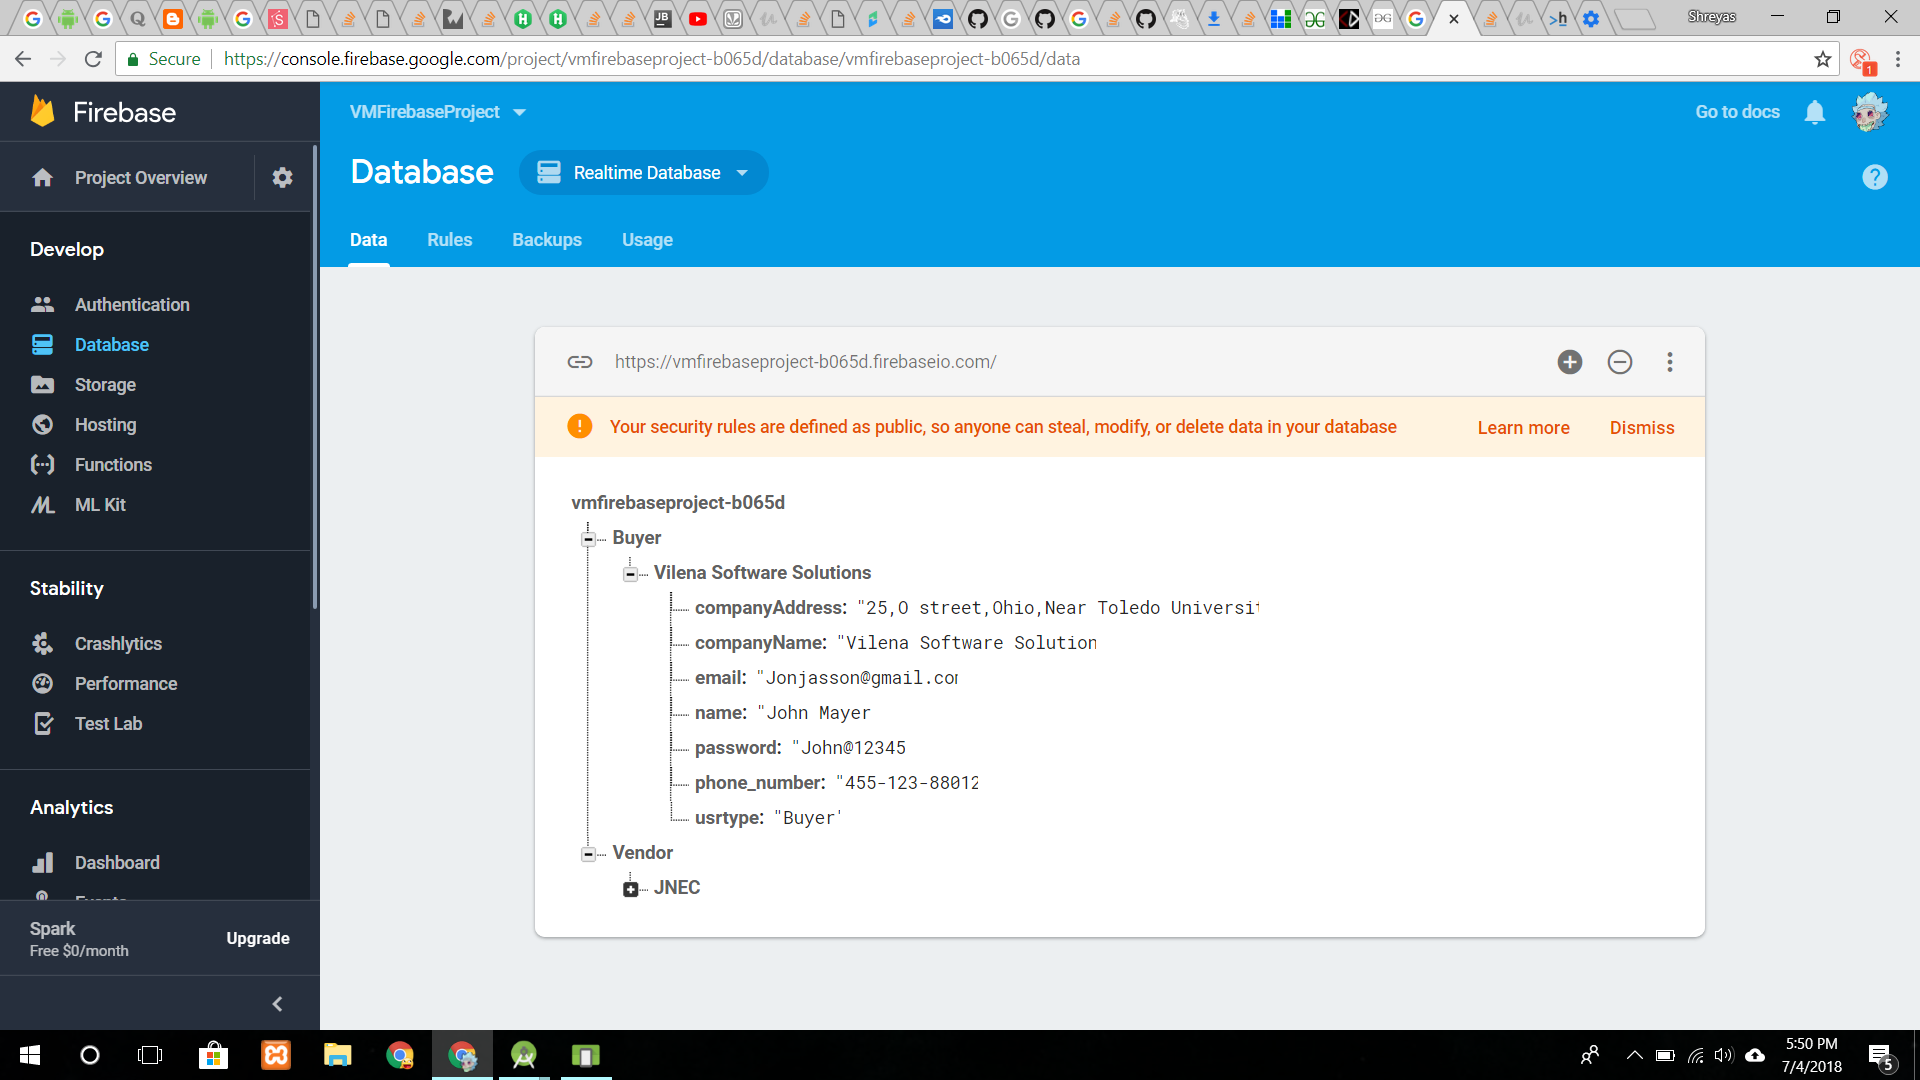 Shreyas
Secure https://console.firebase.google.com/project/vmfirebaseproject-b065d/database/vmfirebaseproject-b065d/data
1
Firebase
VMFirebaseProject
Go to docs
Project Overview
Database
Realtime Database
?
Data Rules Backups Usage
Develop
Authentication
Database
Storage
Hosting
Functions
ML Kit
Stability
Crashlytics
Performance
Test Lab
Analytics
Dashboard
Events
Spark
Free $0/month
Upgrade
https://vmfirebaseproject-b065d.firebaseio.com/
Your security rules are defined as public, so anyone can steal, modify, or delete data in your database
Learn more
Dismiss
vmfirebaseproject-b065d
Buyer
Vilena Software Solutions
companyAddress: "25,O street,Ohio,Near Toledo Universit
companyName: "Vilena Software Solution
email: "Jonjasson@gmail.com
name: "John Mayer
password: "John@12345
phone_number: "455-123-88012
usrtype: "Buyer"
Vendor
JNEC
5:50 PM
7/4/2018
5